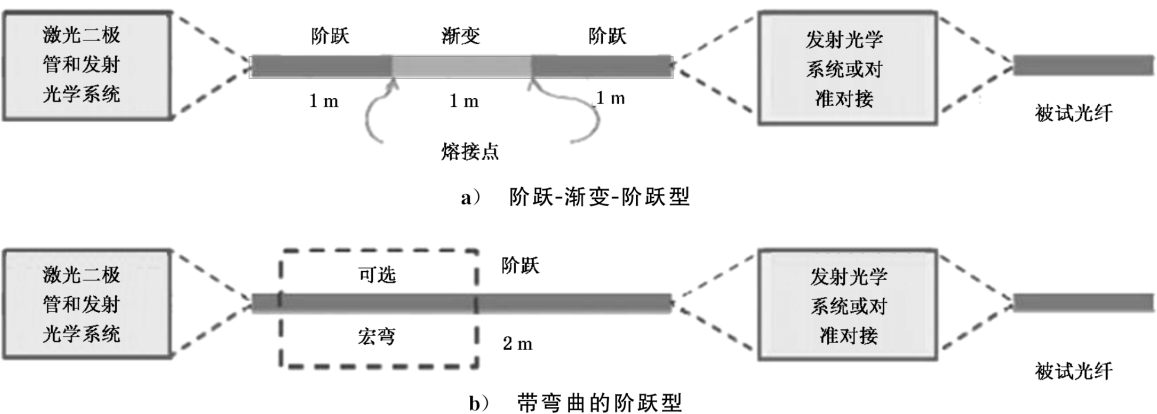 激光二极
管和发射
光学系统
阶跃 渐变 阶跃
1 m 1 m 1 m
熔接点
发射光学
系统或对
准对接
被试光纤
a) 阶跃-渐变-阶跃型
激光二极
管和发射
光学系统
可选
宏弯
阶跃
2 m
发射光学
系统或对
准对接
被试光纤
b) 带弯曲的阶跃型